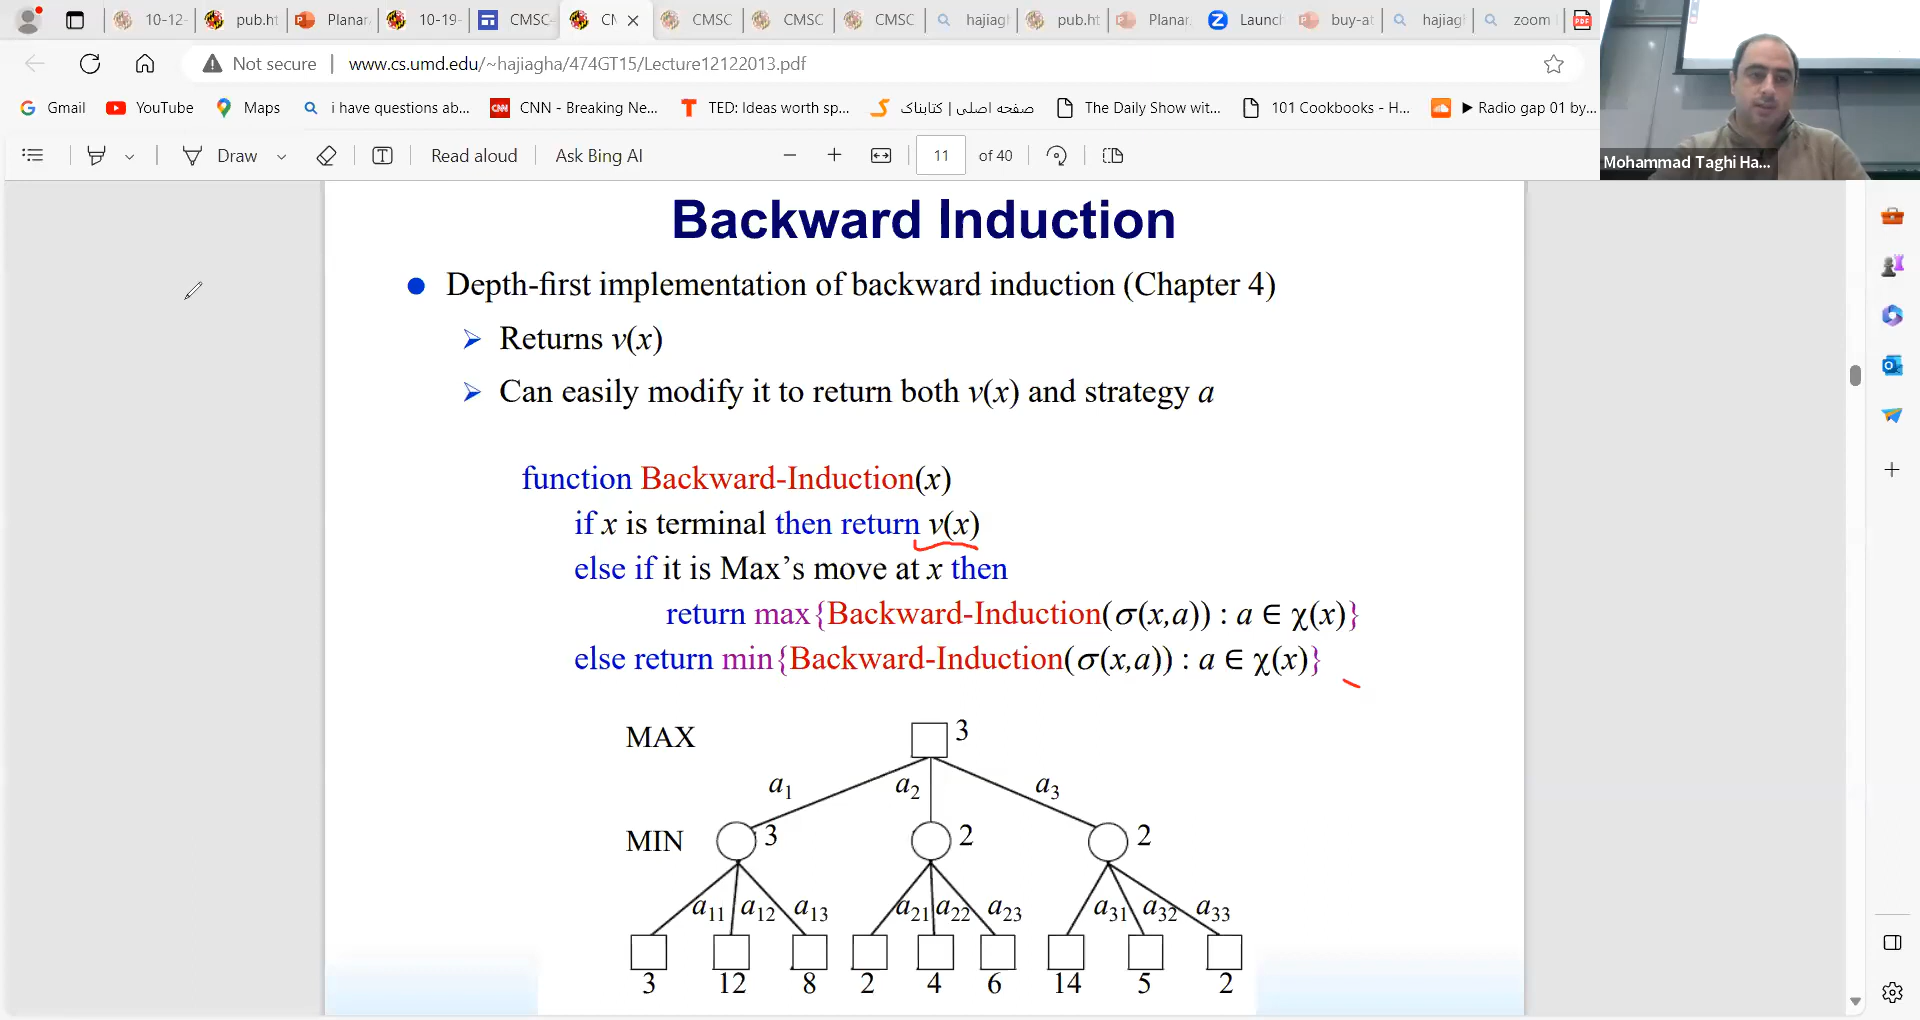 10-12-
pub.ht
Planar
10-19-
CMSC-
CM
CMSC
CMSC
CMSC
hajiagh
pub.ht
Planar
Launch
buy-at
hajiag
zoom
Not secure
www.cs.umd.edu/~hajiagha/474GT15/Lecture12122013.pdf
Gmail
YouTube
Maps
i have questions ab...
CNN - Breaking Ne...
TED: Ideas worth sp...
صفحه اصلی | کتابناک
The Daily Show wit...
101 Cookbooks - H...
▶ Radio gap 01 by...
Draw
Read aloud
Ask Bing AI
11
of 40
Mohammad Taghi Ha...
Backward Induction
● Depth-first implementation of backward induction (Chapter 4)
➢ Returns v(x)
➢ Can easily modify it to return both v(x) and strategy a
function Backward-Induction(x)
if x is terminal then return v(x)
else if it is Max’s move at x then
return max{Backward-Induction(σ(x,a)) : a ∈ χ(x)}
else return min{Backward-Induction(σ(x,a)) : a ∈ χ(x)}
MAX
3
a1
a2
a3
MIN
3
2
2
a11
a12
a13
a21
a22
a23
a31
a32
a33
3
12
8
2
4
6
14
5
2